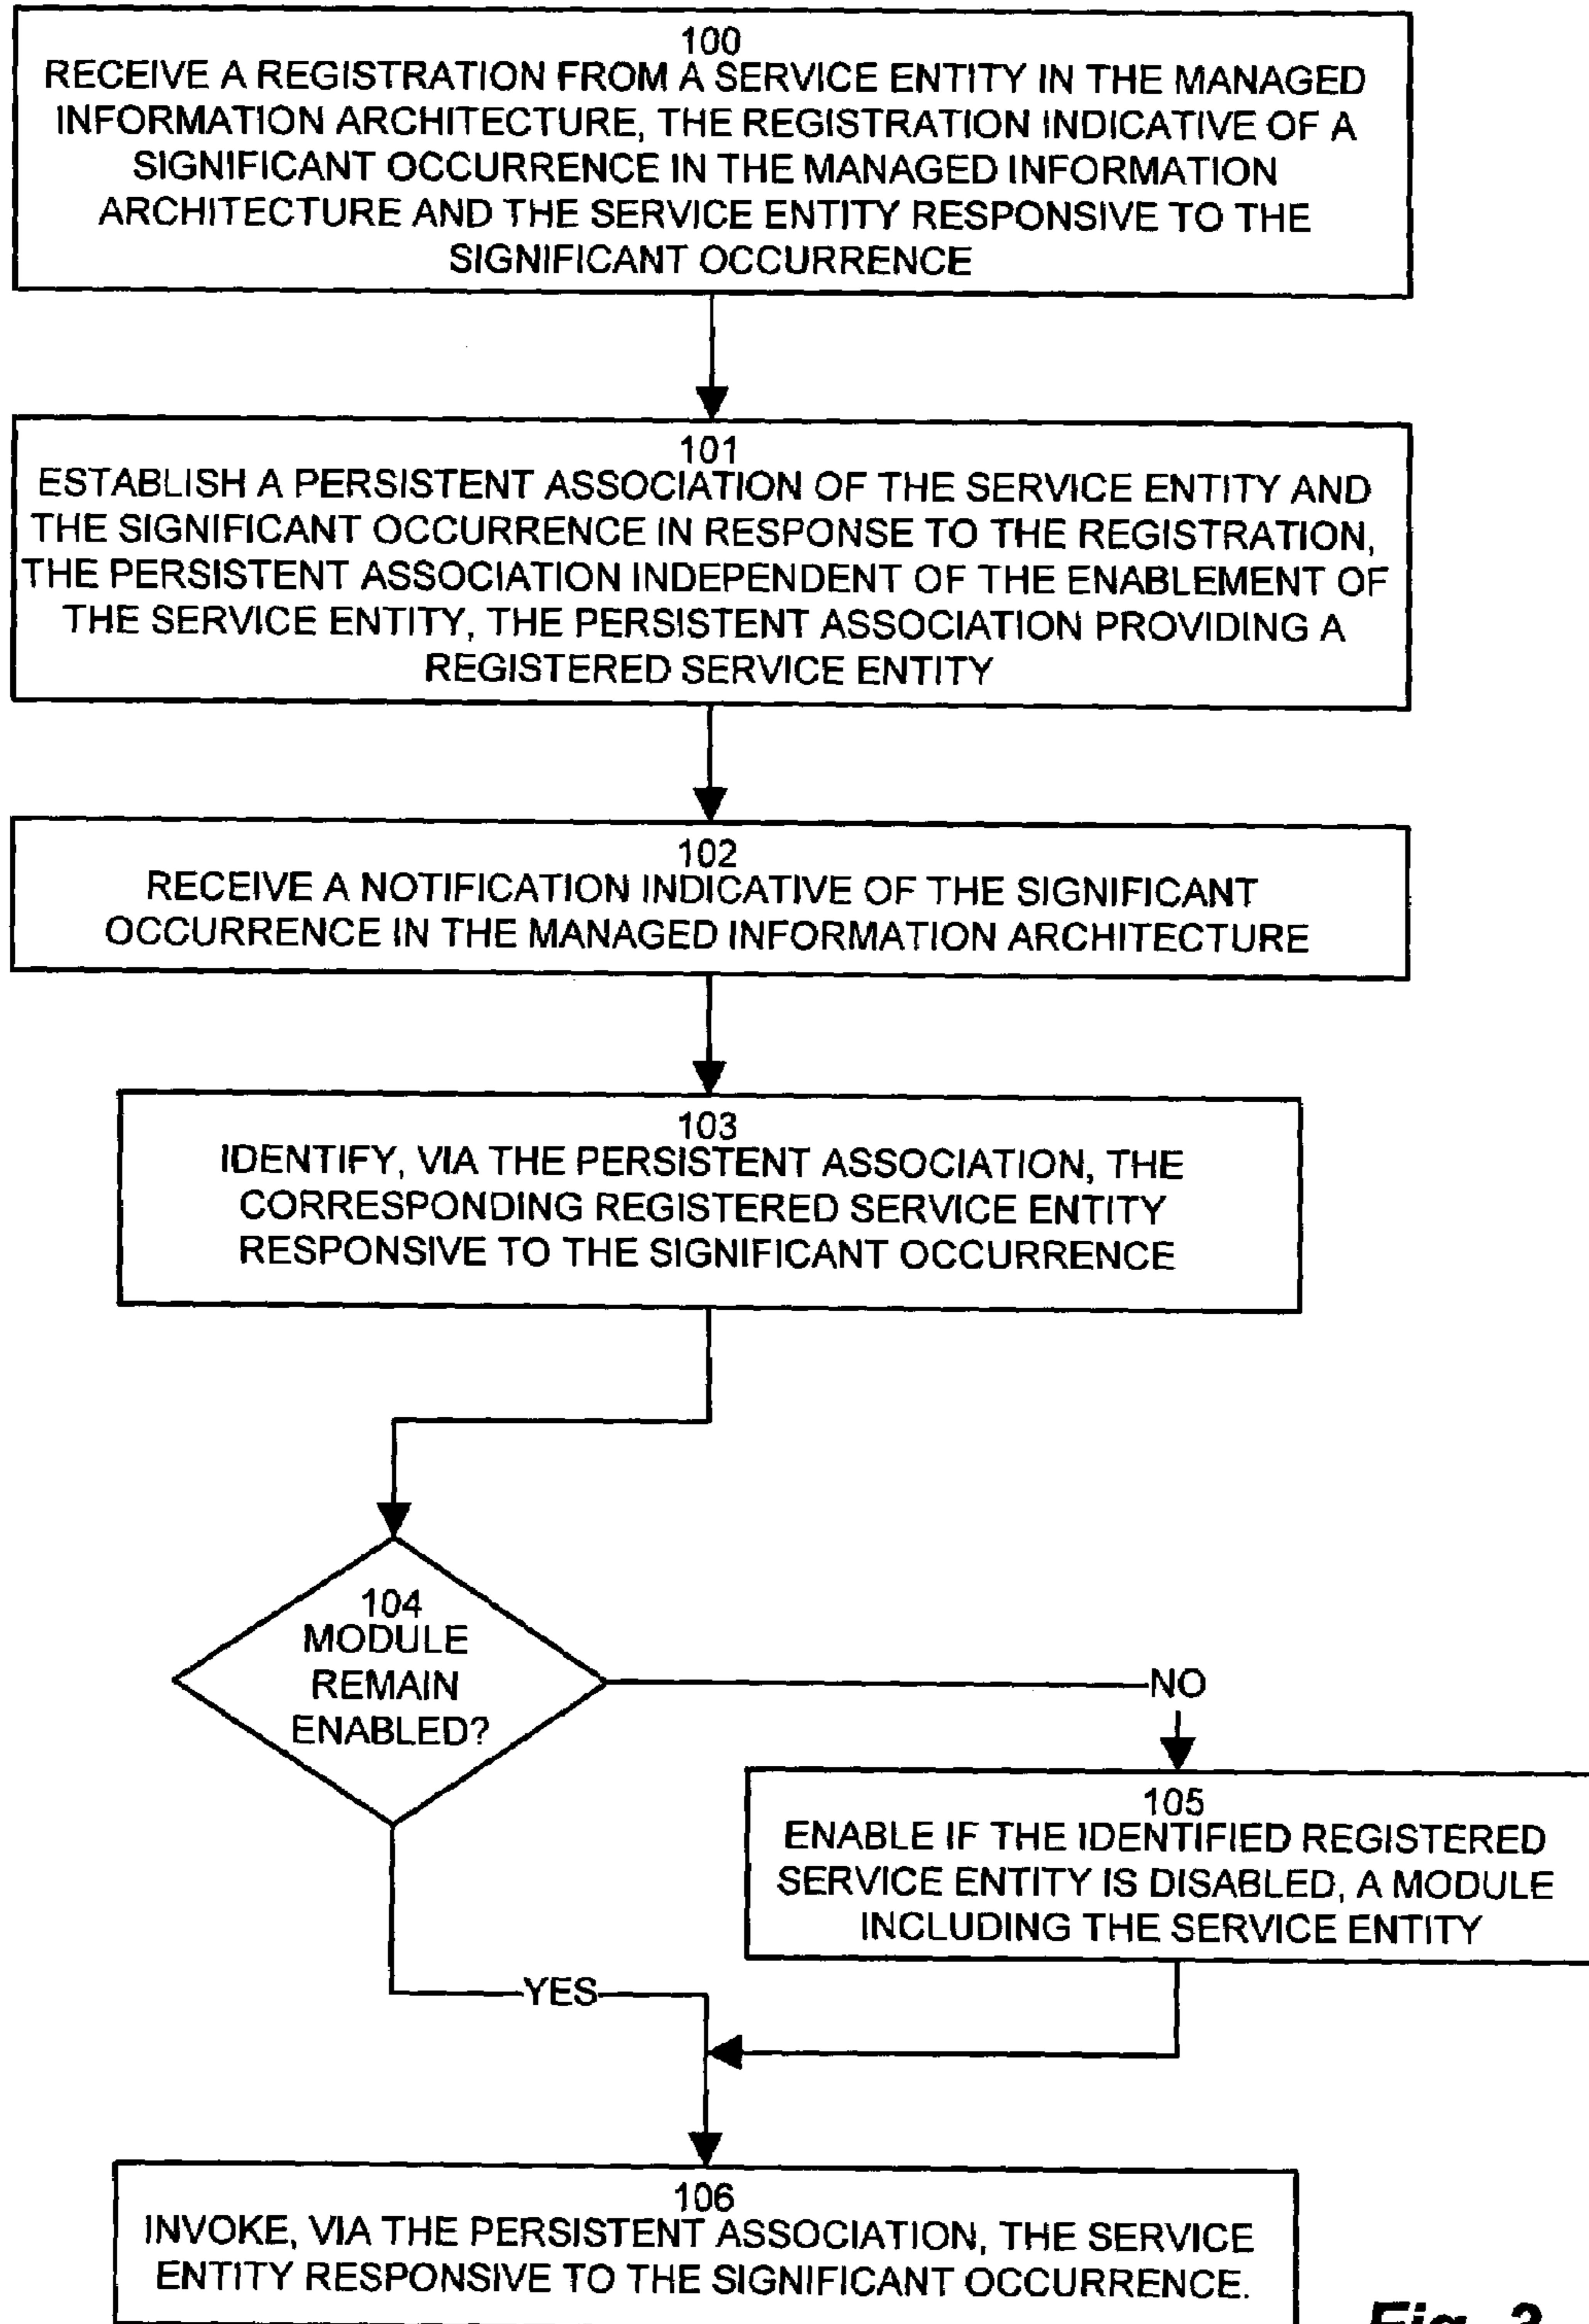 100
RECEIVE A REGISTRATION FROM A SERVICE ENTITY IN THE MANAGED
INFORMATION ARCHITECTURE, THE REGISTRATION INDICATIVE OF A
SIGNIFICANT OCCURRENCE IN THE MANAGED INFORMATION
ARCHITECTURE AND THE SERVICE ENTITY RESPONSIVE TO THE
SIGNIFICANT OCCURRENCE
101
ESTABLISH A PERSISTENT ASSOCIATION OF THE SERVICE ENTITY AND
THE SIGNIFICANT OCCURRENCE IN RESPONSE TO THE REGISTRATION,
THE PERSISTENT ASSOCIATION INDEPENDENT OF THE ENABLEMENT OF
THE SERVICE ENTITY, THE PERSISTENT ASSOCIATION PROVIDING A
REGISTERED SERVICE ENTITY
102
RECEIVE A NOTIFICATION INDICATIVE OF THE SIGNIFICANT
OCCURRENCE IN THE MANAGED INFORMATION ARCHITECTURE
103
IDENTIFY, VIA THE PERSISTENT ASSOCIATION, THE
CORRESPONDING REGISTERED SERVICE ENTITY
RESPONSIVE TO THE SIGNIFICANT OCCURRENCE
104
MODULE
REMAIN
ENABLED?
NO
105
ENABLE IF THE IDENTIFIED REGISTERED
SERVICE ENTITY IS DISABLED, A MODULE
INCLUDING THE SERVICE ENTITY
YES
106
INVOKE, VIA THE PERSISTENT ASSOCIATION, THE SERVICE
ENTITY RESPONSIVE TO THE SIGNIFICANT OCCURRENCE.